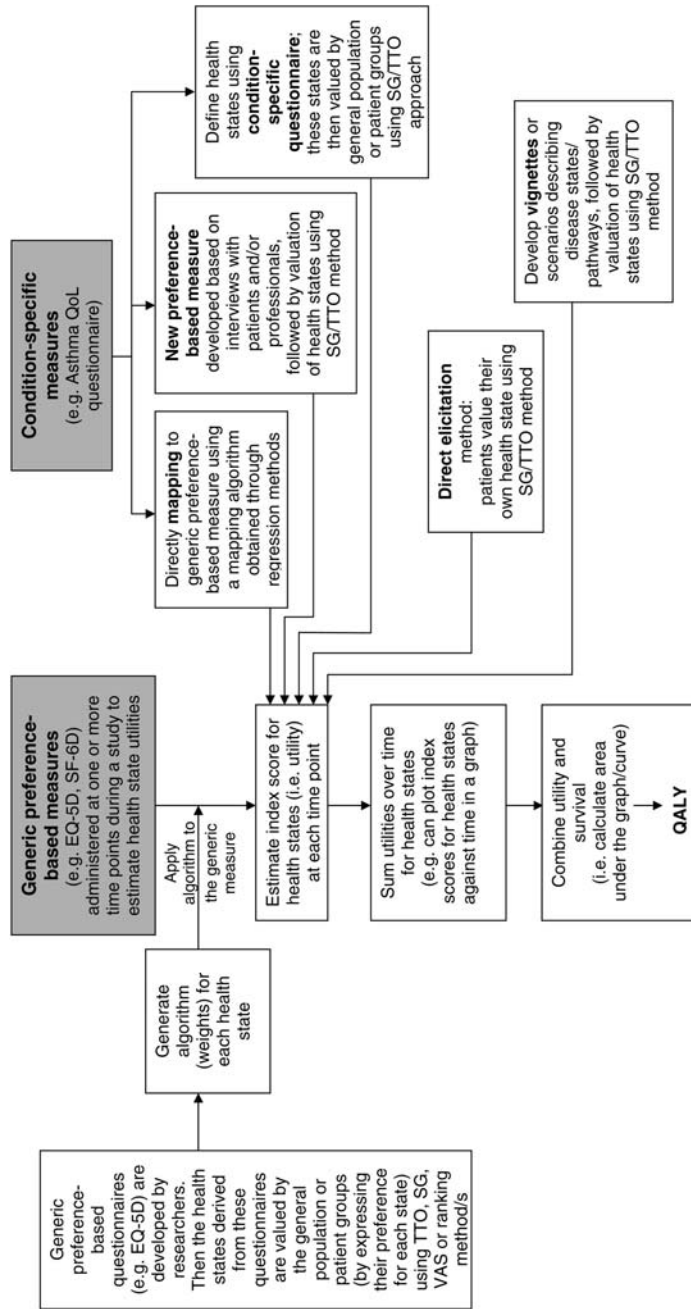 Generic
preference-
based
questionnaires
(e.g. EQ-5D) are
developed by
researchers.
Then the health
states derived
from these
questionnaires
are valued by
the general
population or
patient groups
(by expressing
their preference
for each state)
using TTO, SG,
VAS or ranking
method/s
Generate
algorithm
(weights) for
each health
state
Generic preference-
based measures
(e.g. EQ-5D, SF-6D)
administered at one or more
time points during a study to
estimate health state utilities
Apply
algorithm to
the generic
measure
Estimate index score for
health states (i.e. utility)
at each time point
Sum utilities over time
for health states
(e.g. can plot index
scores for health states
against time in a graph)
Combine utility and
survival
(i.e. calculate area
under the graph/curve)
QALY
Condition-specific
measures
(e.g. Asthma QoL
questionnaire)
Directly mapping to
generic preference-
based measure using
a mapping algorithm
obtained through
regression methods
New preference-
based measure
developed based on
interviews with
patients and/or
professionals,
followed by valuation
of health states using
SG/TTO method
Define health
states using
condition-
specific
questionnaire;
these states are
then valued by
general population
or patient groups
using SG/TTO
approach
Direct elicitation
method:
patients value their
own health state using
SG/TTO method
Develop vignettes or
scenarios describing
disease states/
pathways, followed by
valuation of health
states using SG/TTO
method